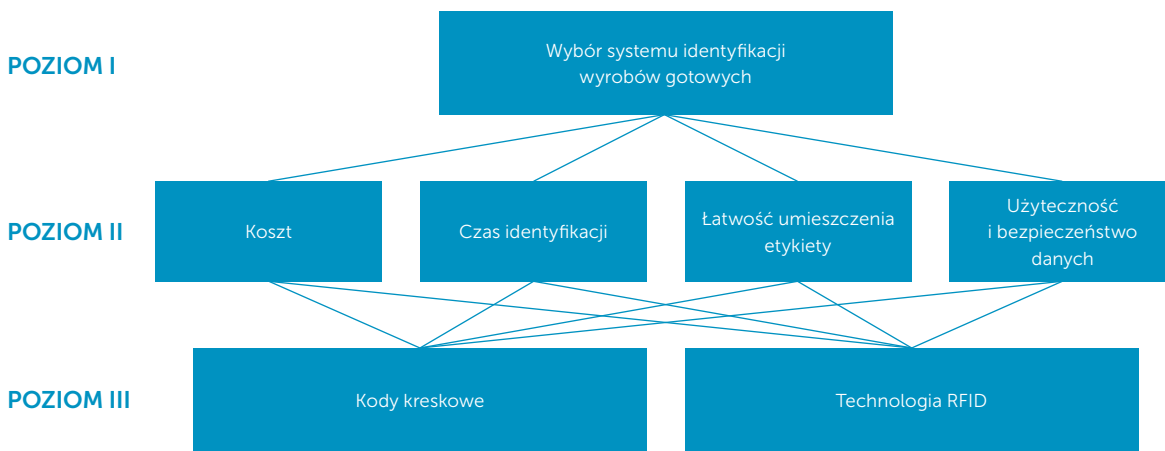 POZIOM I
Wybór systemu identyfikacji
wyrobów gotowych
POZIOM II
Koszt
Czas identyfikacji
Łatwość umieszczenia
etykiety
Użyteczność
i bezpieczeństwo
danych
POZIOM III
Kody kreskowe
Technologia RFID